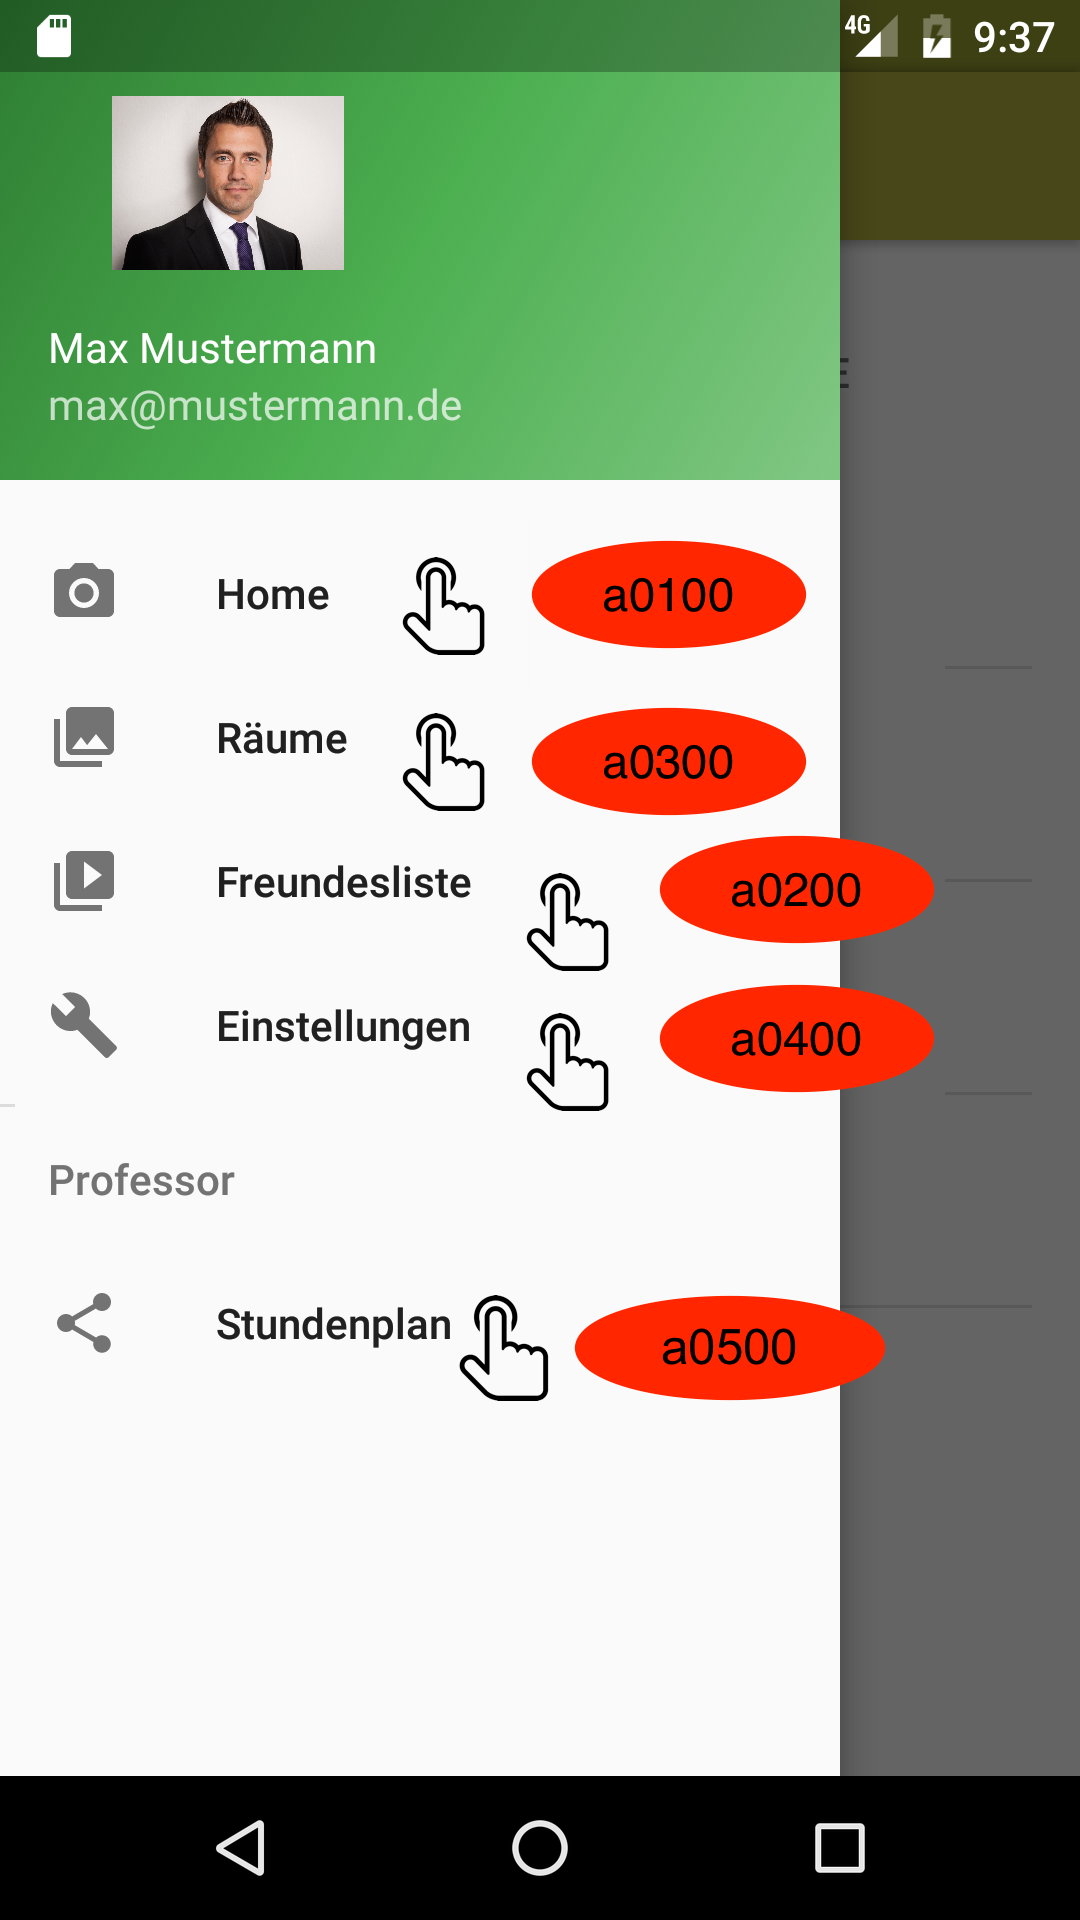 4G 9:37
Max Mustermann
max@mustermann.de
E
Home a0100
Räume a0300
Freundesliste a0200
Einstellungen a0400
Professor
Stundenplan a0500